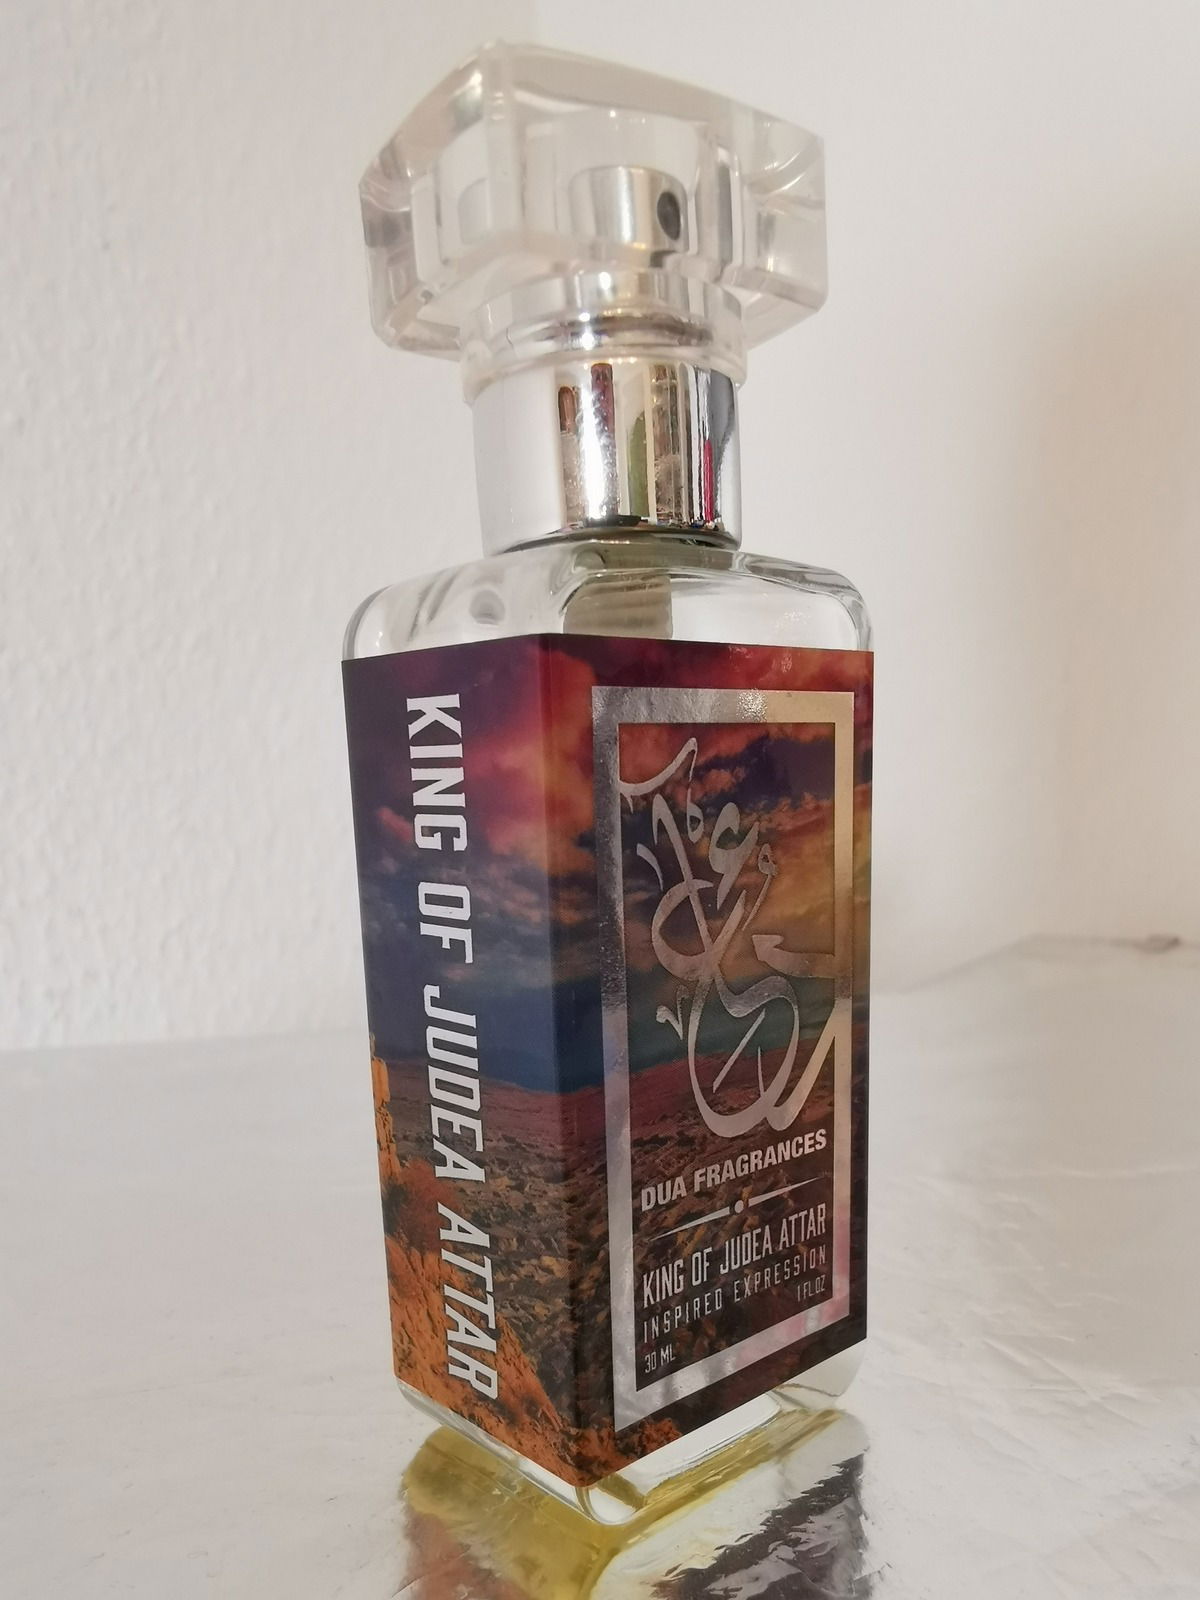 KING OF JUDEA ATTAR
DUA FRAGRANCES
KING OF JUDEA ATTAR
INSPIRED EXPRESSION
1 FL OZ
30 ML